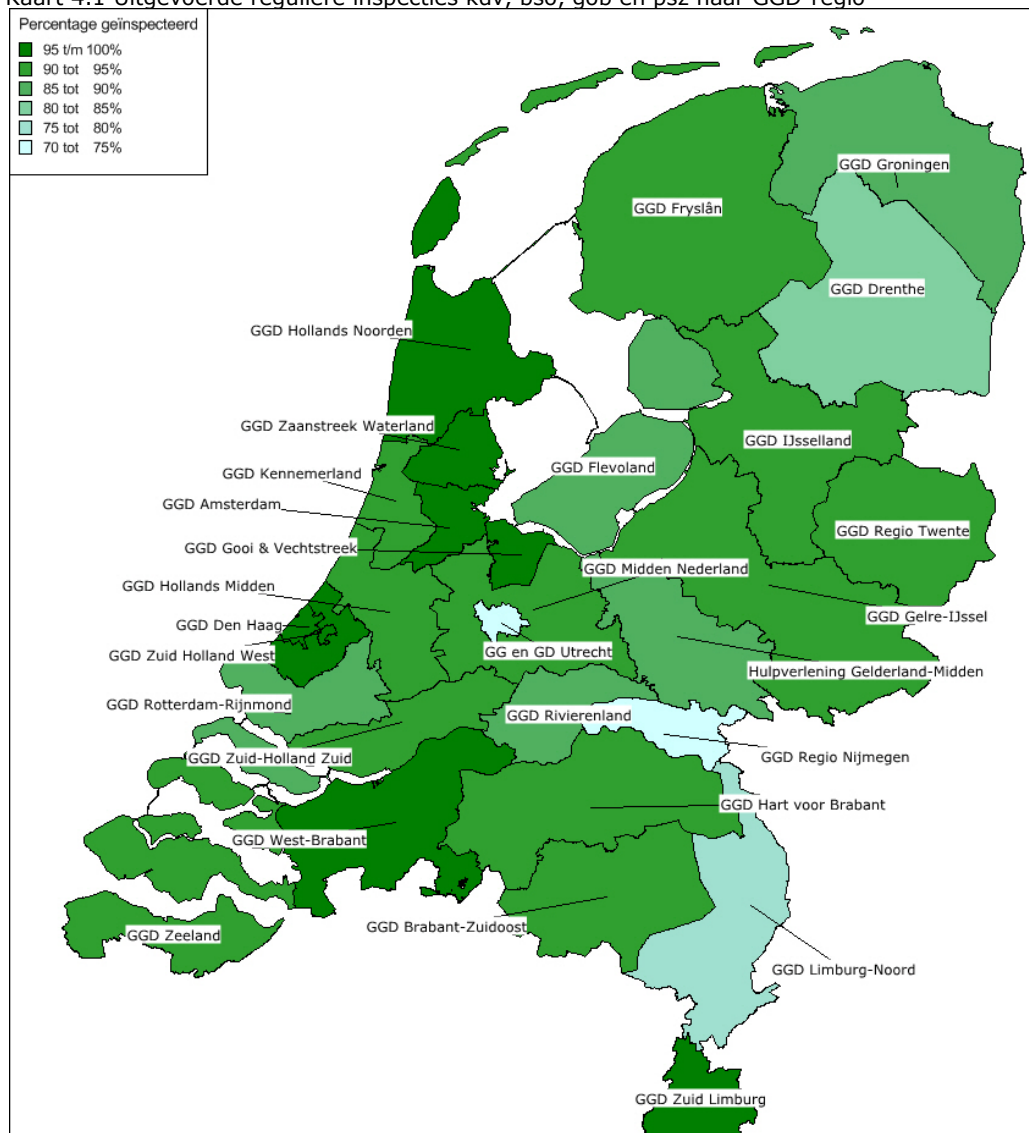 Kaart 4.1 Uitgevoerde reguliere inspecties kdv, bso, gob en psz naar GGD-regio
Percentage geïnspecteerd
95 t/m 100%
90 tot 95%
85 tot 90%
80 tot 85%
75 tot 80%
70 tot 75%
GGD Groningen
GGD Fryslân
GGD Drenthe
GGD Hollands Noorden
GGD Zaanstreek Waterland
GGD IJsselland
GGD Kennemerland
GGD Flevoland
GGD Amsterdam
GGD Regio Twente
GGD Gooi & Vechtstreek
GGD Midden Nederland
GGD Hollands Midden
GGD Gelre-IJssel
GGD Den Haag
GG en GD Utrecht
GGD Zuid Holland West
Hulpverlening Gelderland-Midden
GGD Rotterdam-Rijnmond
GGD Rivierenland
GGD Zuid-Holland Zuid
GGD Regio Nijmegen
GGD Hart voor Brabant
GGD West-Brabant
GGD Brabant-Zuidoost
GGD Zeeland
GGD Limburg-Noord
GGD Zuid Limburg